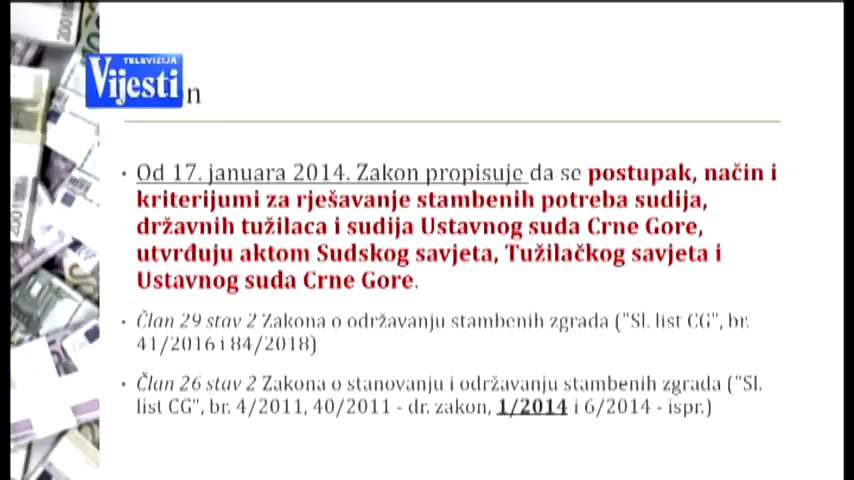 TELEVIZIJA
Vijesti
n
• Od 17. januara 2014. Zakon propisuje da se postupak, način i
kriterijumi za rješavanje stambenih potreba sudija,
državnih tužilaca i sudija Ustavnog suda Crne Gore,
utvrđuju aktom Sudskog savjeta, Tužilačkog savjeta i
Ustavnog suda Crne Gore.
• Član 29 stav 2 Zakona o održavanju stambenih zgrada ("Sl. list CG", br.
41/2016 i 84/2018)
• Član 26 stav 2 Zakona o stanovanju i održavanju stambenih zgrada ("Sl.
list CG", br. 4/2011, 40/2011 - dr. zakon, 1/2014 i 6/2014 - ispr.)